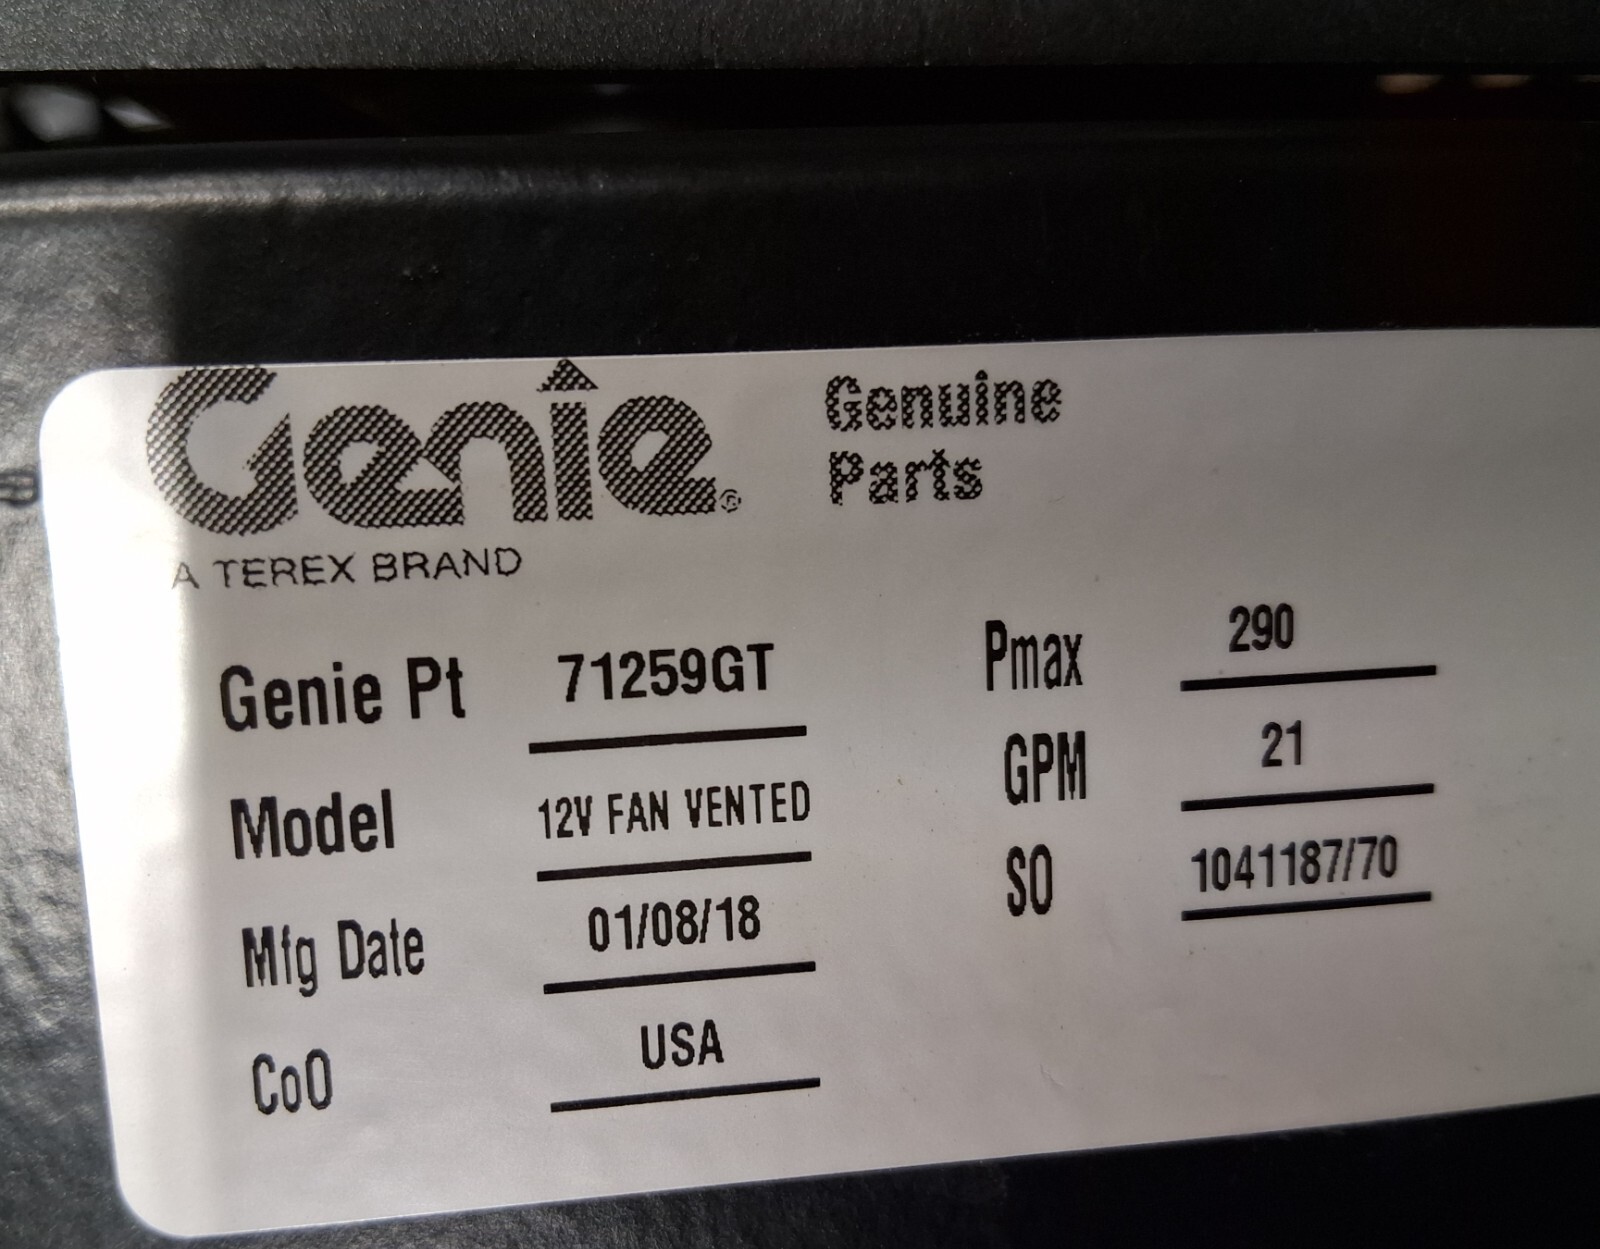 Genie®
Genuine
Parts
A TEREX BRAND
Genie Pt 71259GT
Model 12V FAN VENTED
Mfg Date 01/08/18
CoO USA
Pmax 290
GPM 21
SO 1041187/70